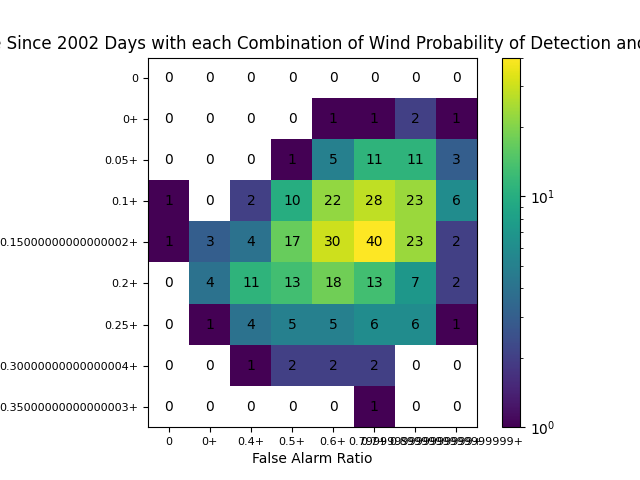 Since 2002 Days with each Combination of Wind Probability of Detection and
0 0 0 0 0 0 0 0 0
0+ 0 0 0 0 1 1 2 1
0.05+ 0 0 0 1 5 11 11 3
0.1+ 1 0 2 10 22 28 23 6
0.15000000000000002+ 1 3 4 17 30 40 23 2
0.2+ 0 4 11 13 18 13 7 2
0.25+ 0 1 4 5 5 6 6 1
0.30000000000000004+ 0 0 1 2 2 2 0 0
0.35000000000000003+ 0 0 0 0 0 1 0 0
0 0+ 0.4+ 0.5+ 0.6+
False Alarm Ratio
10¹
10⁰